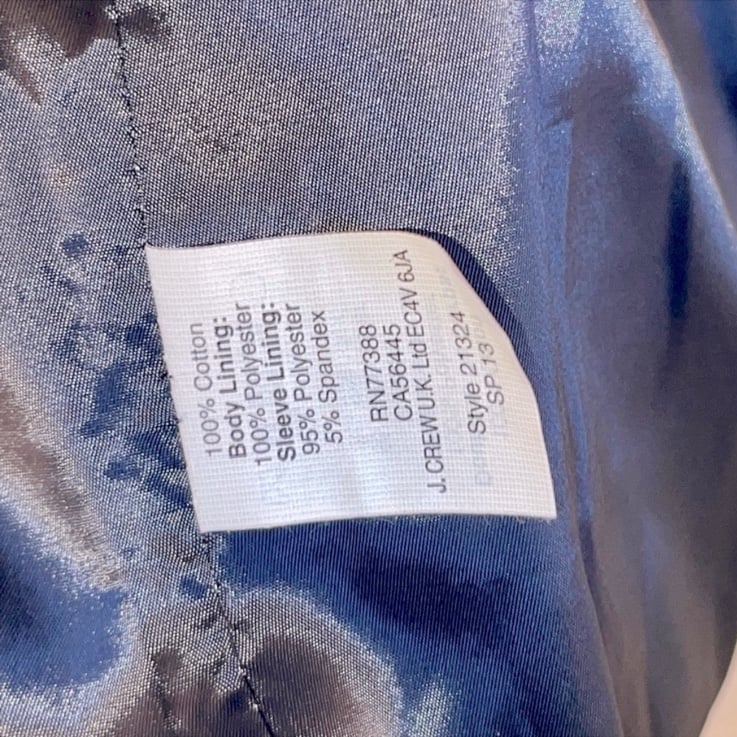 100% Cotton
Body Lining:
100% Polyester
Sleeve Lining:
95% Polyester
5% Spandex
RN77388
CA56445
J. CREW U.K. Ltd EC4V 6JA
Style 21324
SP 13